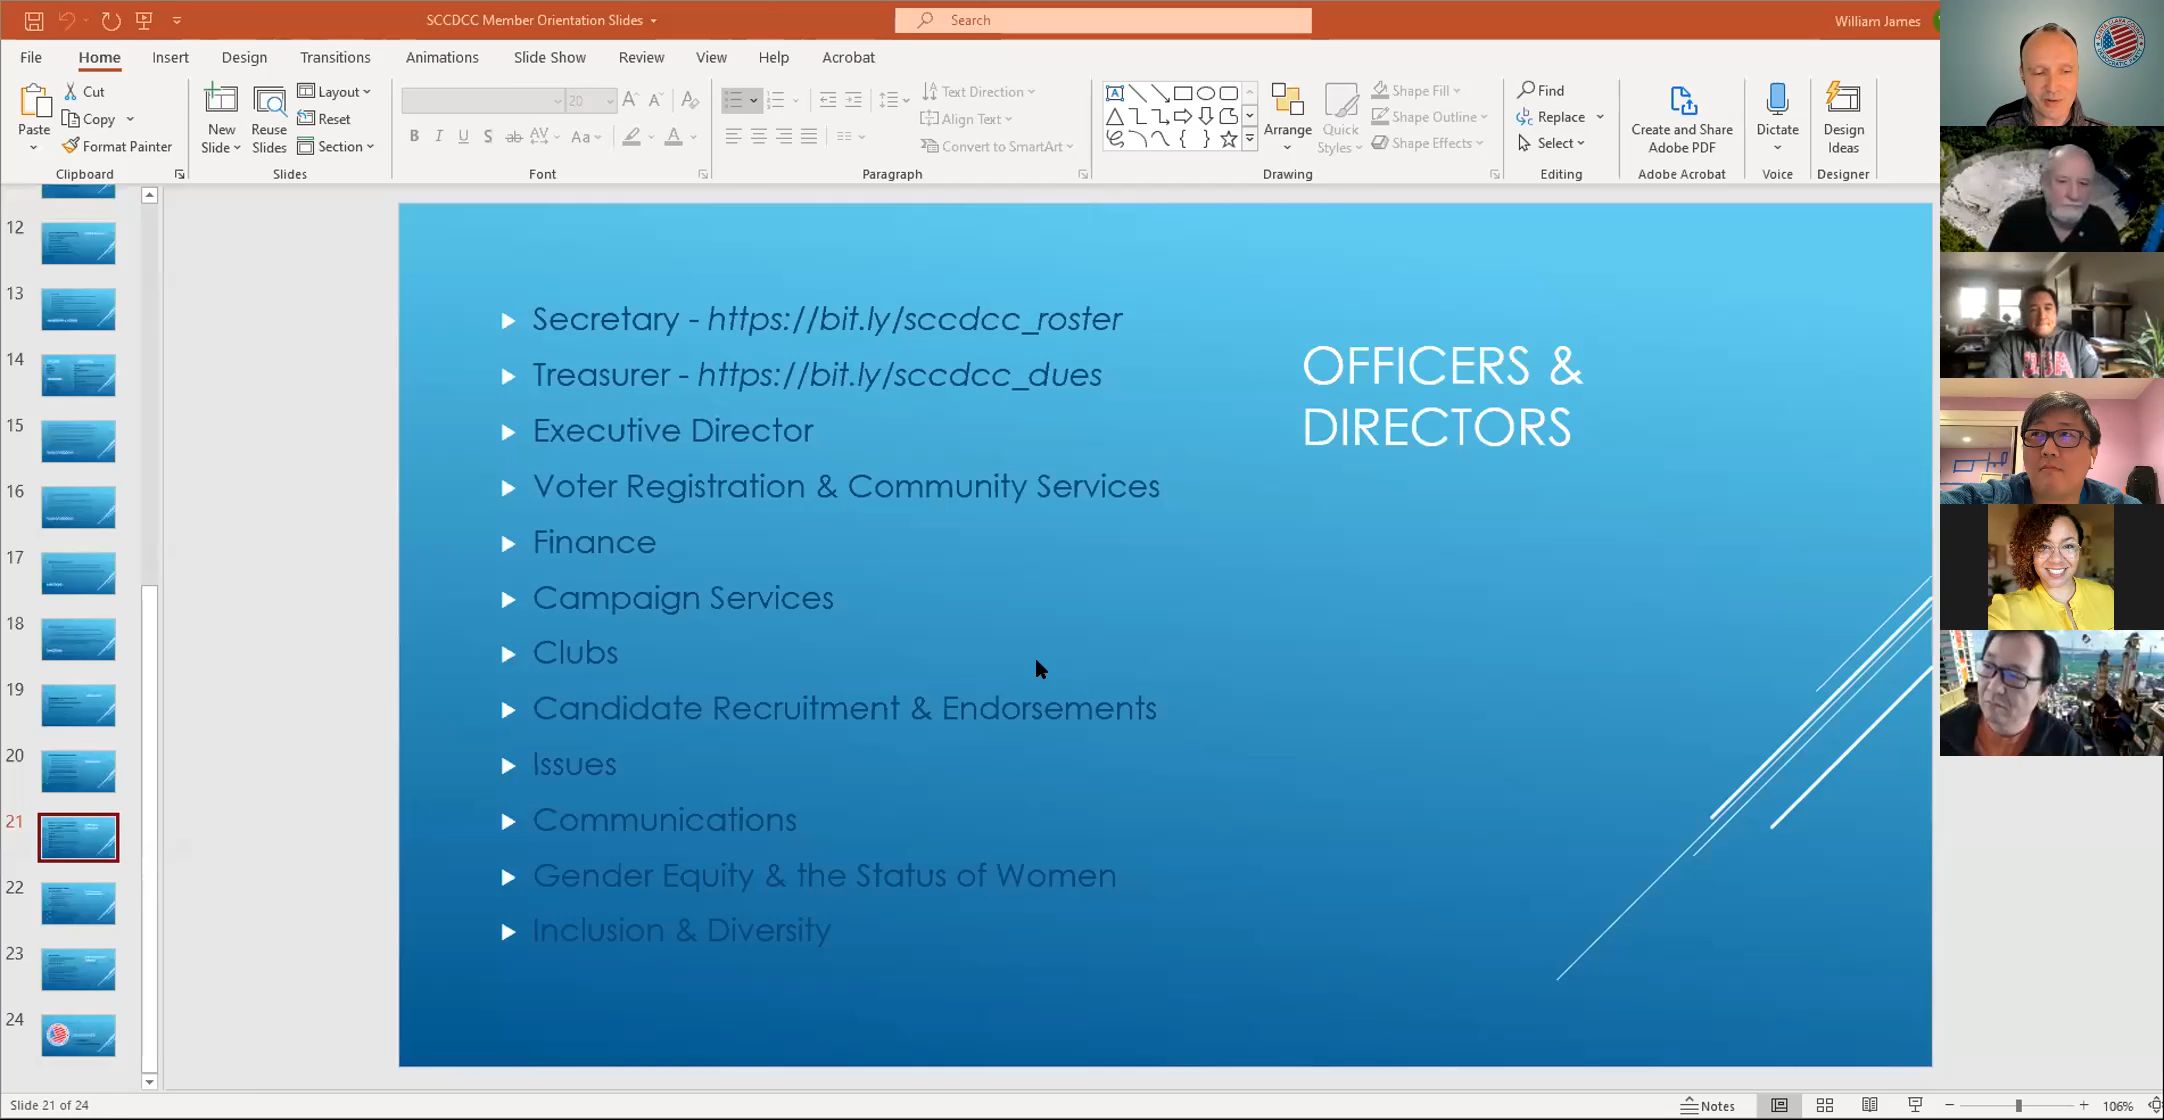 SCCDCC Member Orientation Slides
Search
William James
File Home Insert Design Transitions Animations Slide Show Review View Help Acrobat
Paste
Cut
Copy
Format Painter
Clipboard
New Slide
Reuse Slides
Layout
Reset
Section
Slides
20
B I U S ab AV Aa A
Font
Text Direction
Align Text
Convert to SmartArt
Paragraph
Arrange
Quick Styles
Shape Fill
Shape Outline
Shape Effects
Drawing
Find
Replace
Select
Editing
Create and Share Adobe PDF
Adobe Acrobat
Dictate
Voice
Design Ideas
Designer
12
13
14
15
16
17
18
19
20
21
22
23
24
Secretary - https://bit.ly/sccdcc_roster
Treasurer - https://bit.ly/sccdcc_dues
Executive Director
Voter Registration & Community Services
Finance
Campaign Services
Clubs
Candidate Recruitment & Endorsements
Issues
Communications
Gender Equity & the Status of Women
Inclusion & Diversity
OFFICERS &
DIRECTORS
Slide 21 of 24
Notes
106%